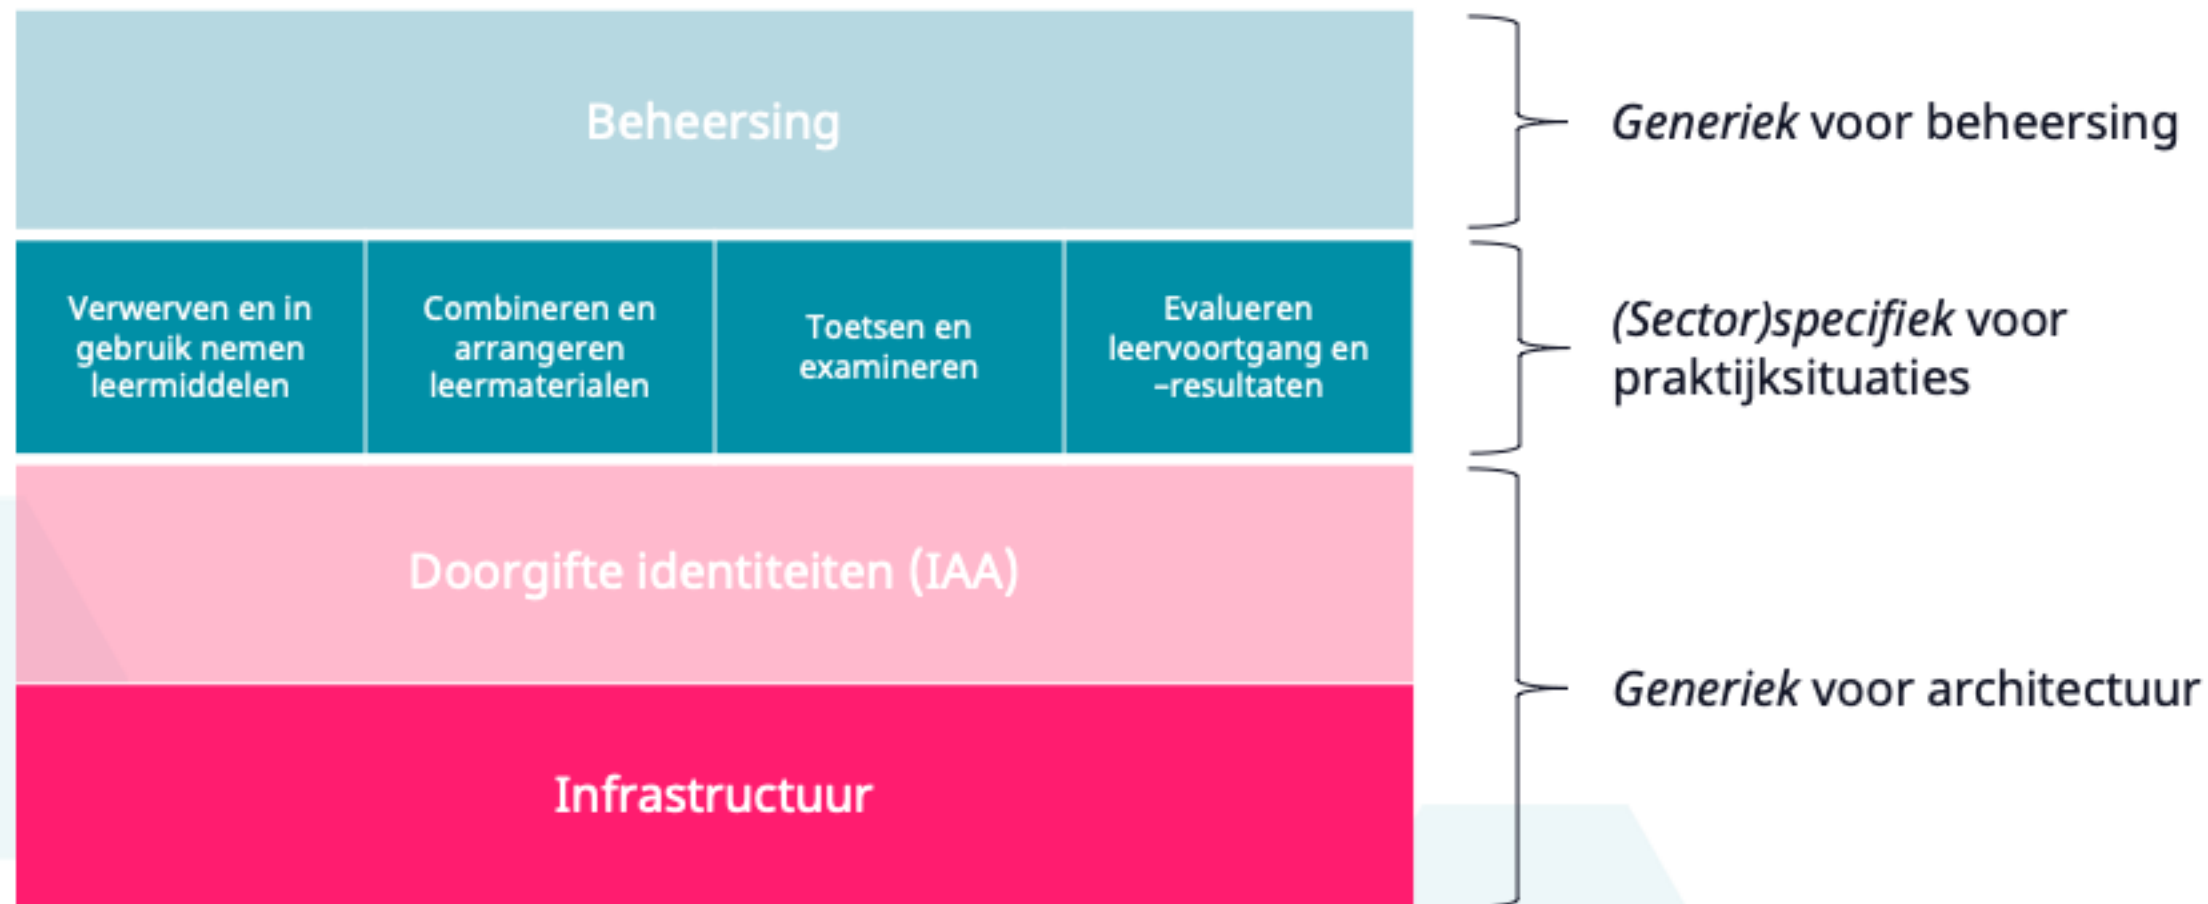 Beheersing
Generiek voor beheersing
Verwerven en in
gebruik nemen
leermiddelen
Combineren en
arrangeren
leermaterialen
Toetsen en
examineren
Evalueren
leervoortgang en
–resultaten
(Sector)specifiek voor
praktijksituaties
Doorgifte identiteiten (IAA)
Infrastructuur
Generiek voor architectuur